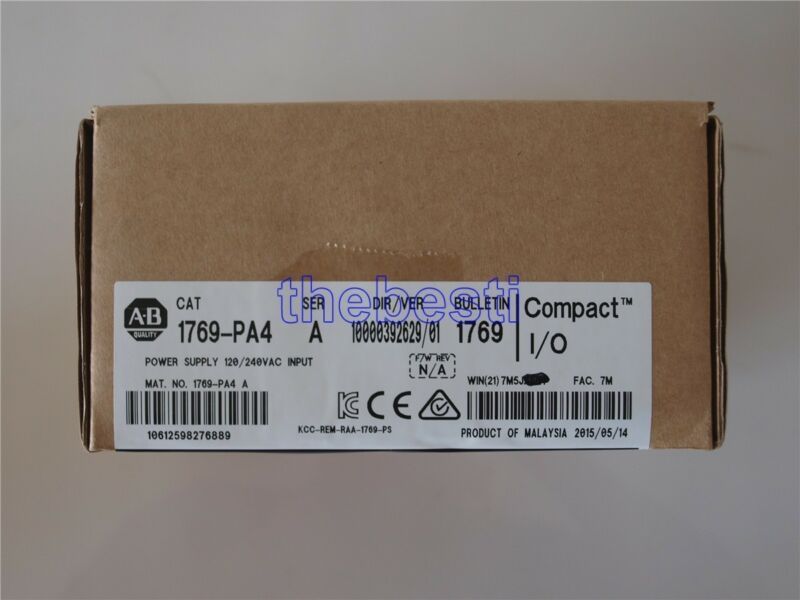 CAT SER DIR/VER BULLETIN
A-B QUALITY
1769-PA4 A 10000392629/01 1769
Compact™
I/O
thebesti
POWER SUPPLY 120/240VAC INPUT
F/W REV
N/A
MAT. NO. 1769-PA4 A
WIN(21) 7M5J
FAC. 7M
10612598276889
KCC-REM-RAA-1769-PS
PRODUCT OF MALAYSIA 2015/05/14